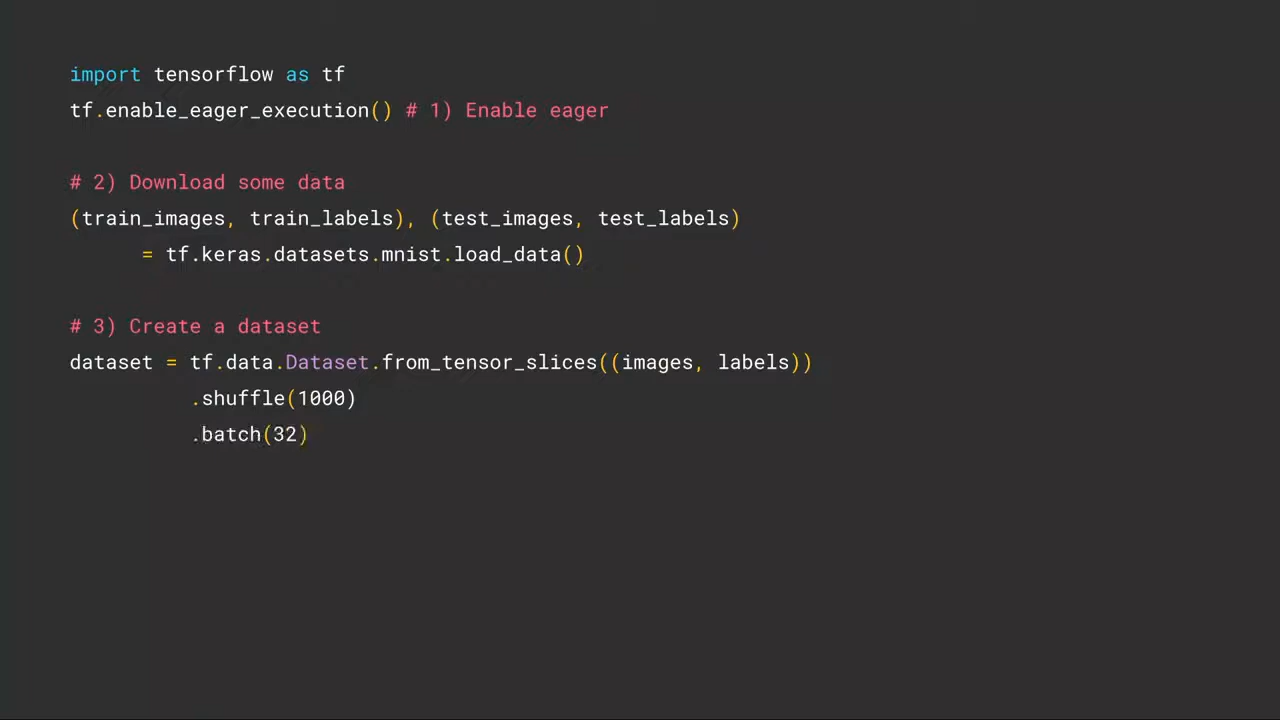 import tensorflow as tf
tf.enable_eager_execution() # 1) Enable eager
# 2) Download some data
(train_images, train_labels), (test_images, test_labels)
= tf.keras.datasets.mnist.load_data()
# 3) Create a dataset
dataset = tf.data.Dataset.from_tensor_slices((images, labels))
.shuffle(1000)
.batch(32)